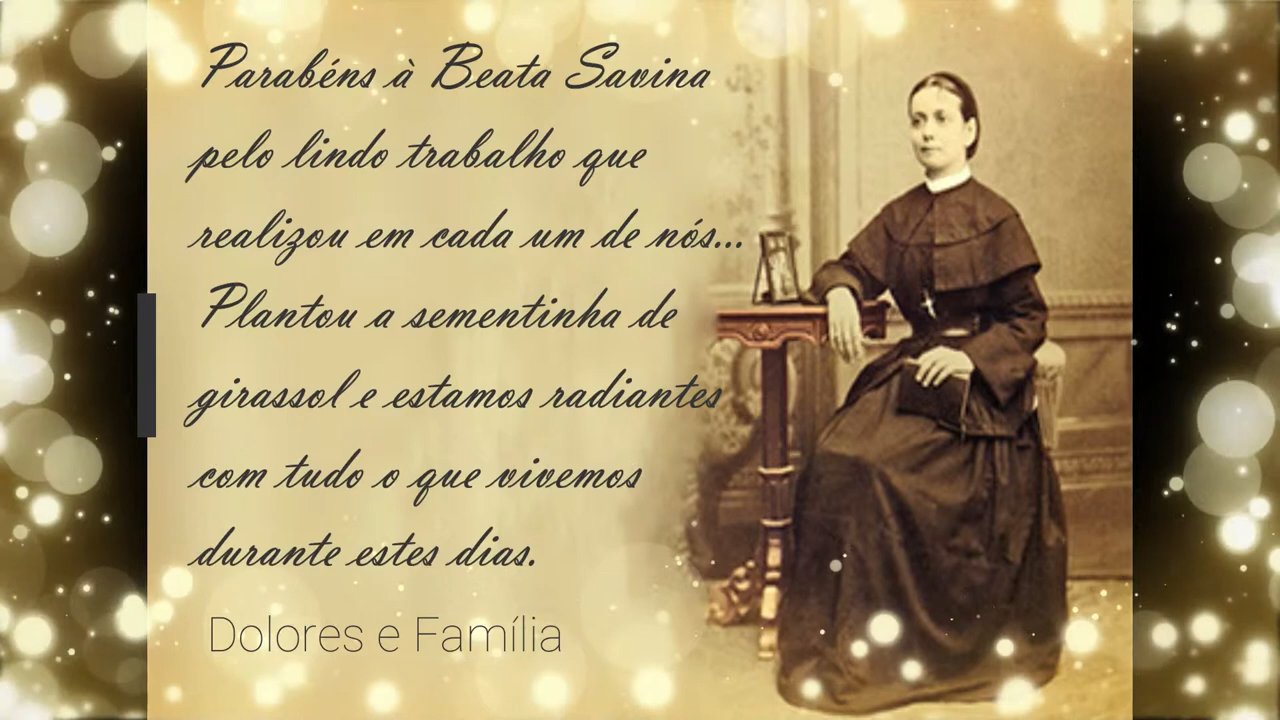 Parabéns à Beata Savina
pelo lindo trabalho que
realizou em cada um de nós...
Plantou a sementinha de
girassol e estamos radiantes
com tudo o que vivemos
durante estes dias.
Dolores e Família